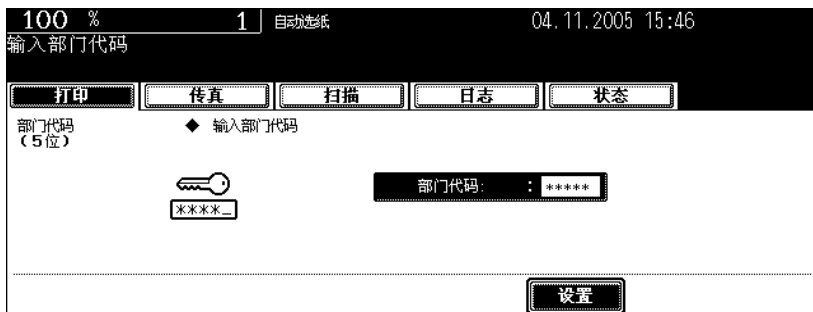 100 % 1 自动选纸 04.11.2005 15:46
输入部门代码
打印 传真 扫描 日志 状态
部门代码 ◆ 输入部门代码
(5位)
部门代码: : *****
****_
设置